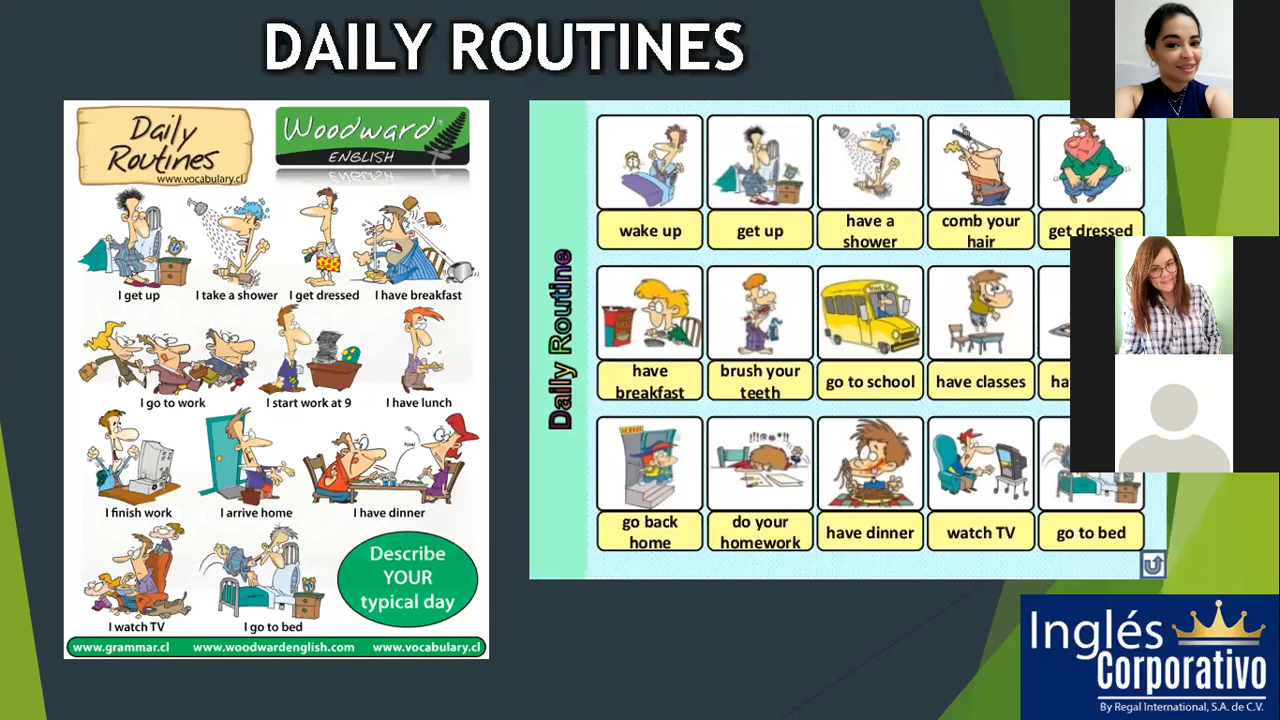 DAILY ROUTINES
Daily
Routines
www.vocabulary.cl
Woodward
ENGLISH
I get up
I take a shower
I get dressed
I have breakfast
I go to work
I start work at 9
I have lunch
I finish work
I arrive home
I have dinner
I watch TV
I go to bed
Describe
YOUR
typical day
www.grammar.cl
www.woodwardenglish.com
www.vocabulary.cl
Daily Routine
wake up
get up
have a
shower
comb your
hair
get dressed
have
breakfast
brush your
teeth
go to school
have classes
ha
go back
home
do your
homework
have dinner
watch TV
go to bed
Inglés
Corporativo
By Regal International, S.A. de C.V.